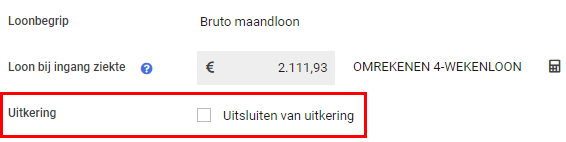 Loonbegrip Bruto maandloon
Loon bij ingang ziekte ? € 2.111,93 OMREKENEN 4-WEKENLOON
Uitkering Uitsluiten van uitkering